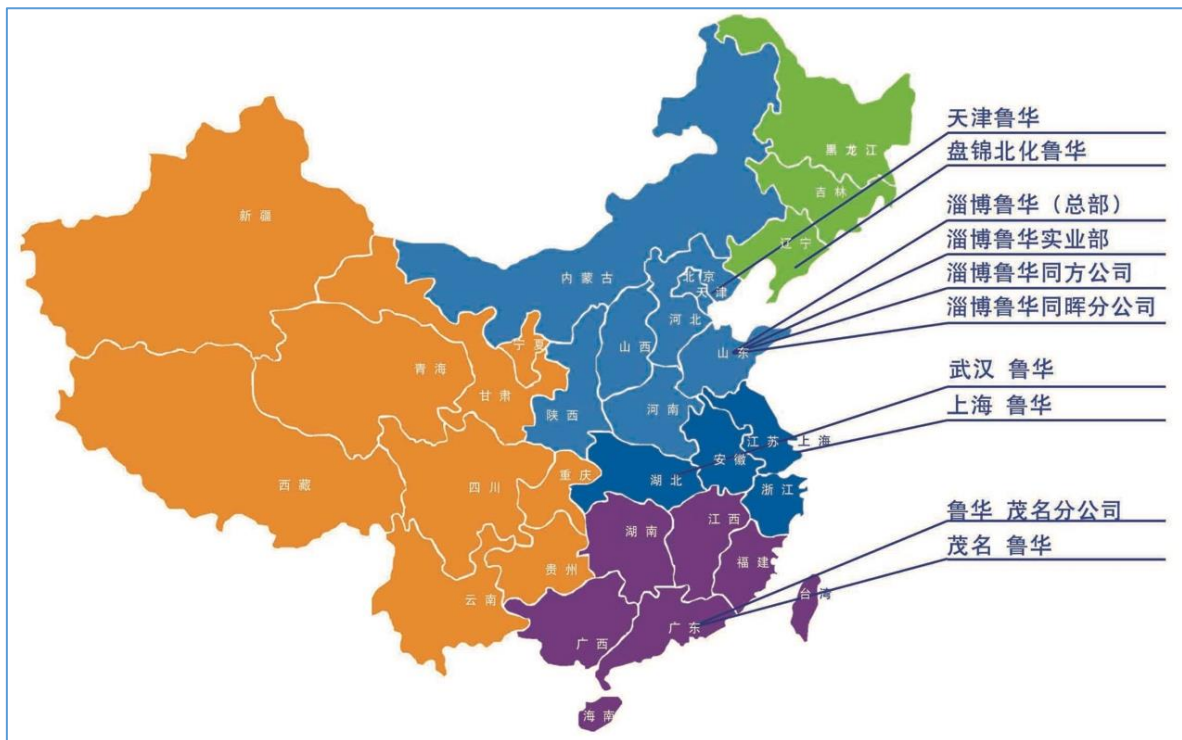 天津鲁华
盘锦北化鲁华
淄博鲁华（总部）
淄博鲁华实业部
淄博鲁华同方公司
淄博鲁华同晖分公司
武汉 鲁华
上海 鲁华
鲁华 茂名分公司
茂名 鲁华
黑龙江
吉林
辽宁
新疆
内蒙古
北京
天津
河北
山西
山东
宁夏
青海
甘肃
陕西
河南
江苏
上海
安徽
西藏
四川
重庆
湖北
浙江
湖南
江西
福建
贵州
云南
台湾
广西
广东
海南